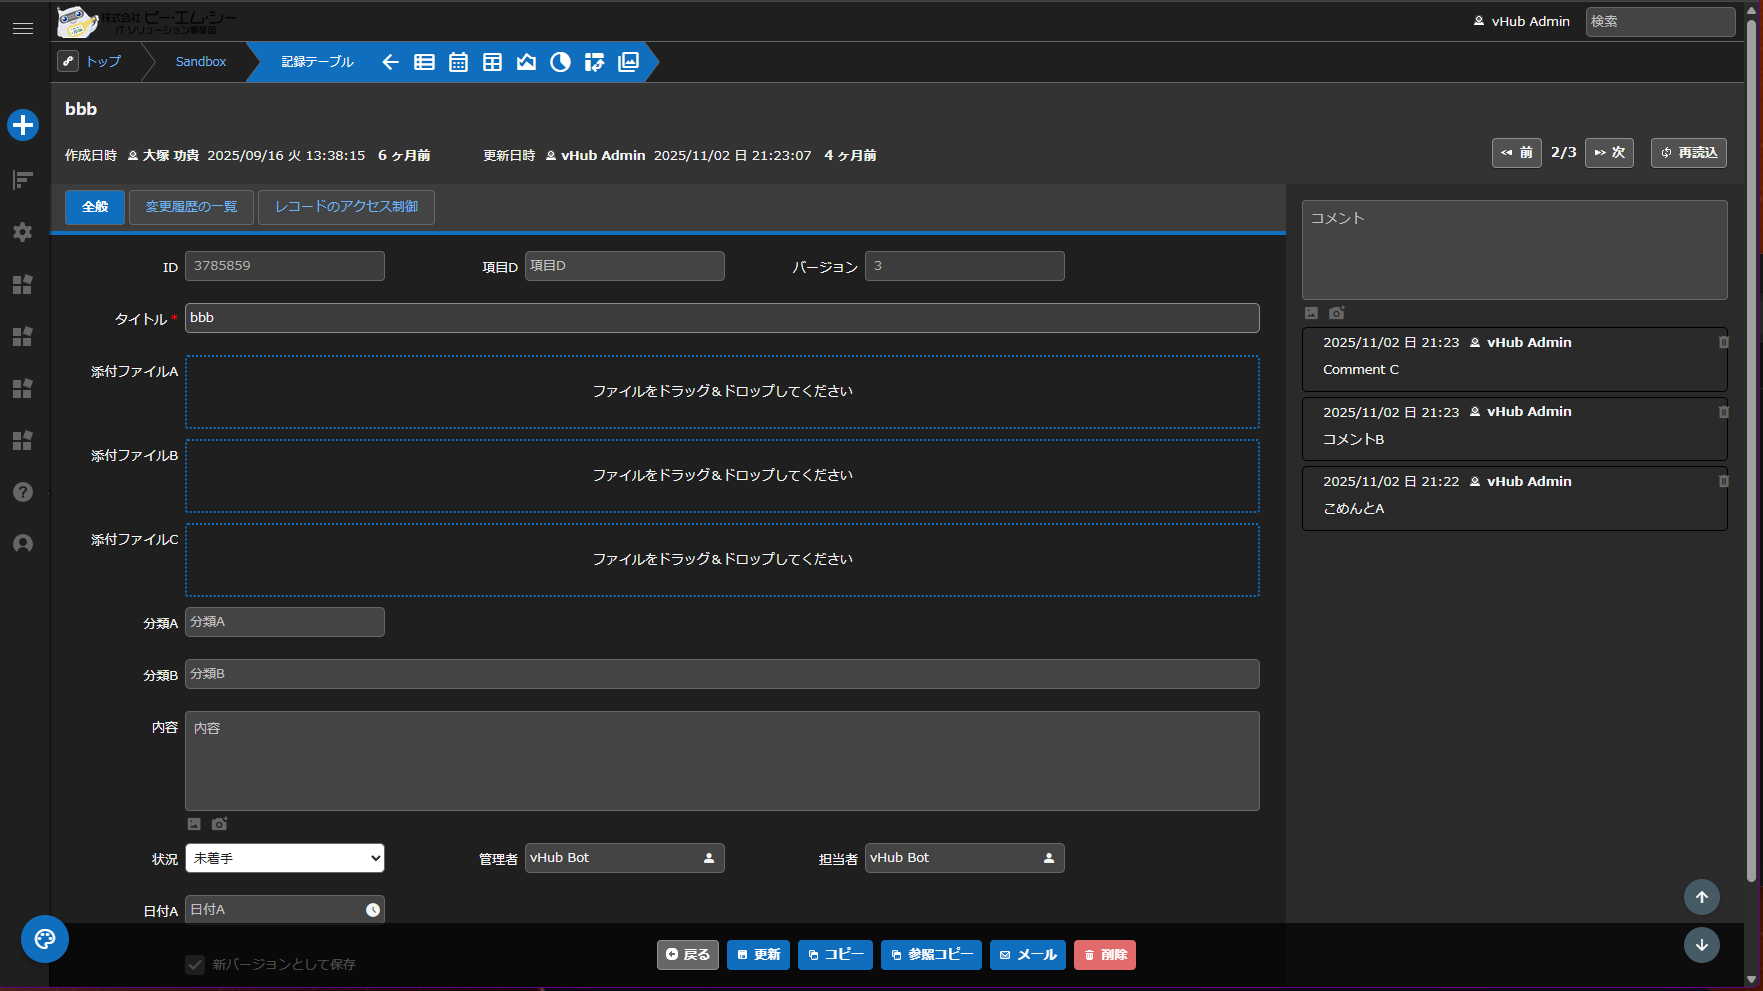 株式会社 ピー・エム・シー
ITソリューション事業部
vHub Admin
検索
トップ
Sandbox
記録テーブル
bbb
作成日時 大塚 功貴 2025/09/16 火 13:38:15 6 ヶ月前
更新日時 vHub Admin 2025/11/02 日 21:23:07 4 ヶ月前
前 2/3 次 再読込
全般 変更履歴の一覧 レコードのアクセス制御
ID 3785859
項目D 項目D
バージョン 3
タイトル* bbb
添付ファイルA ファイルをドラッグ&ドロップしてください
添付ファイルB ファイルをドラッグ&ドロップしてください
添付ファイルC ファイルをドラッグ&ドロップしてください
分類A 分類A
分類B 分類B
内容 内容
状況 未着手
管理者 vHub Bot
担当者 vHub Bot
日付A 日付A
新バージョンとして保存
コメント
2025/11/02 日 21:23 vHub Admin
Comment C
2025/11/02 日 21:23 vHub Admin
コメントB
2025/11/02 日 21:22 vHub Admin
こめんとA
戻る 更新 コピー 参照コピー メール 削除